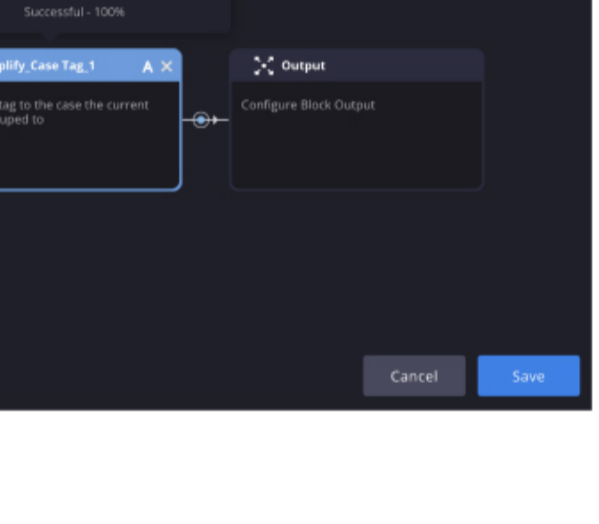 Successful - 100%
plify_Case Tag_1 A
Output
tag to the case the current
uped to
Configure Block Output
Cancel
Save